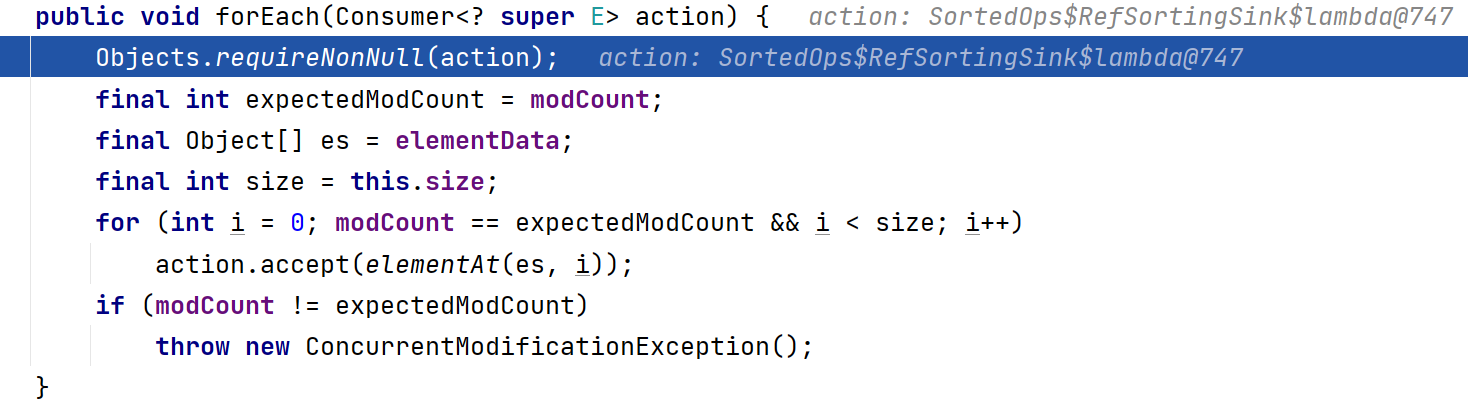 public void forEach(Consumer<? super E> action) {   action: SortedOps$RefSortingSink$lambda@747
    Objects.requireNonNull(action);   action: SortedOps$RefSortingSink$lambda@747
    final int expectedModCount = modCount;
    final Object[] es = elementData;
    final int size = this.size;
    for (int i = 0; modCount == expectedModCount && i < size; i++)
        action.accept(elementAt(es, i));
    if (modCount != expectedModCount)
        throw new ConcurrentModificationException();
}